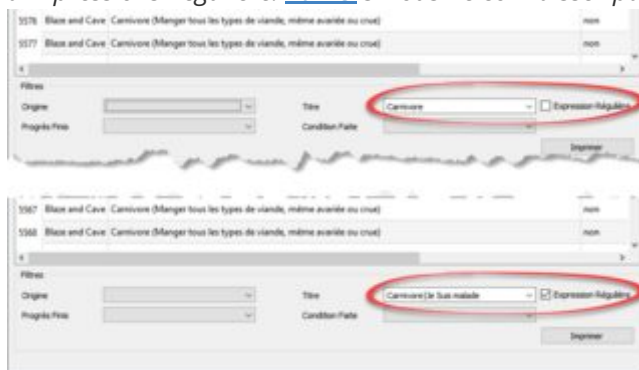 5576 Blaze and Cave Carnivore (Manger tous les types de viande, même avariée ou crue) non
5577 Blaze and Cave Carnivore (Manger tous les types de viande, même avariée ou crue) non
Filtres
Origine Titre Carnivore Expression Régulière
Progrès Finis Condition Faite
Imprimer
5567 Blaze and Cave Carnivore (Manger tous les types de viande, même avariée ou crue) non
5568 Blaze and Cave Carnivore (Manger tous les types de viande, même avariée ou crue) non
Filtres
Origine Titre Carnivore|Je Suis malade Expression Régulière
Progrès Finis Condition Faite
Imprimer